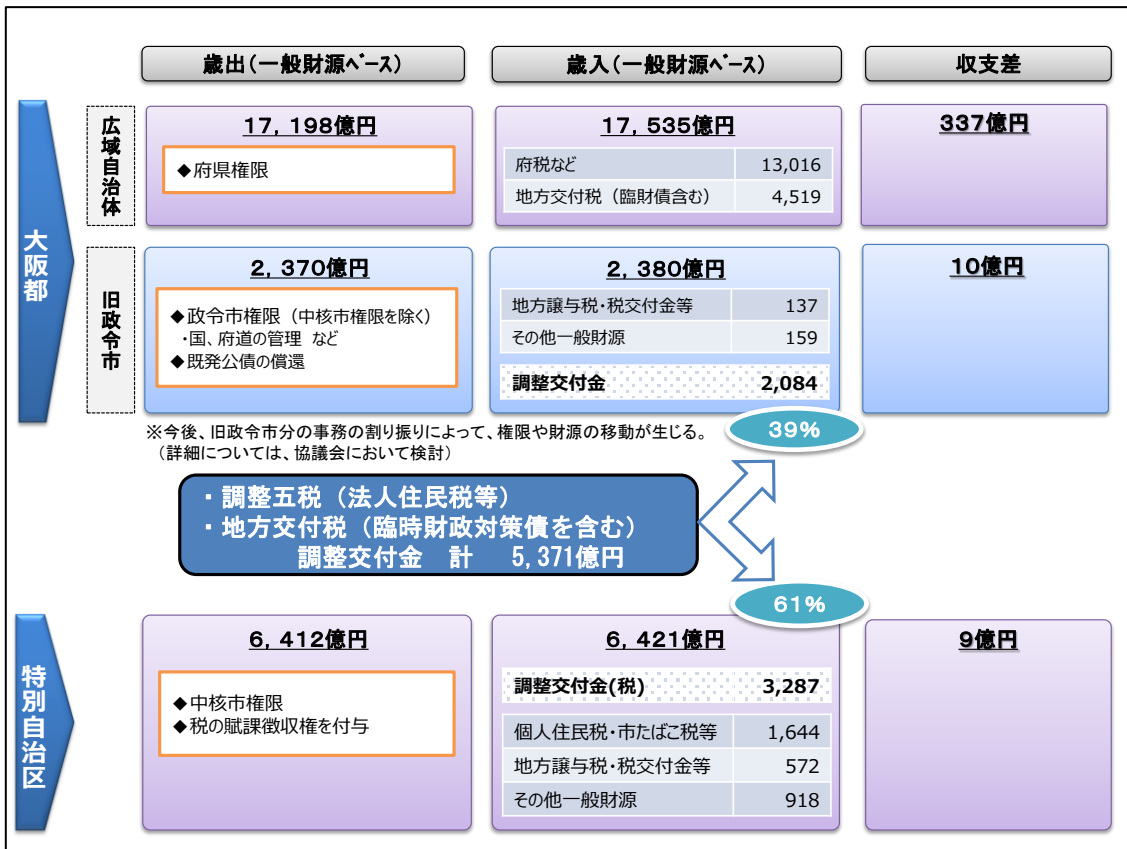 歳出(一般財源ベース)
歳入(一般財源ベース)
収支差
大阪都
広域自治体
17,198億円
◆府県権限
17,535億円
府税など 13,016
地方交付税(臨財債含む) 4,519
337億円
旧政令市
2,370億円
◆政令市権限(中核市権限を除く)
・国、府道の管理 など
◆既発公債の償還
2,380億円
地方譲与税・税交付金等 137
その他一般財源 159
調整交付金 2,084
10億円
※今後、旧政令市分の事務の割り振りによって、権限や財源の移動が生じる。
(詳細については、協議会において検討)
39%
・調整五税(法人住民税等)
・地方交付税(臨時財政対策債を含む)
調整交付金 計 5,371億円
61%
特別自治区
6,412億円
◆中核市権限
◆税の賦課徴収権を付与
6,421億円
調整交付金(税) 3,287
個人住民税・市たばこ税等 1,644
地方譲与税・税交付金等 572
その他一般財源 918
9億円